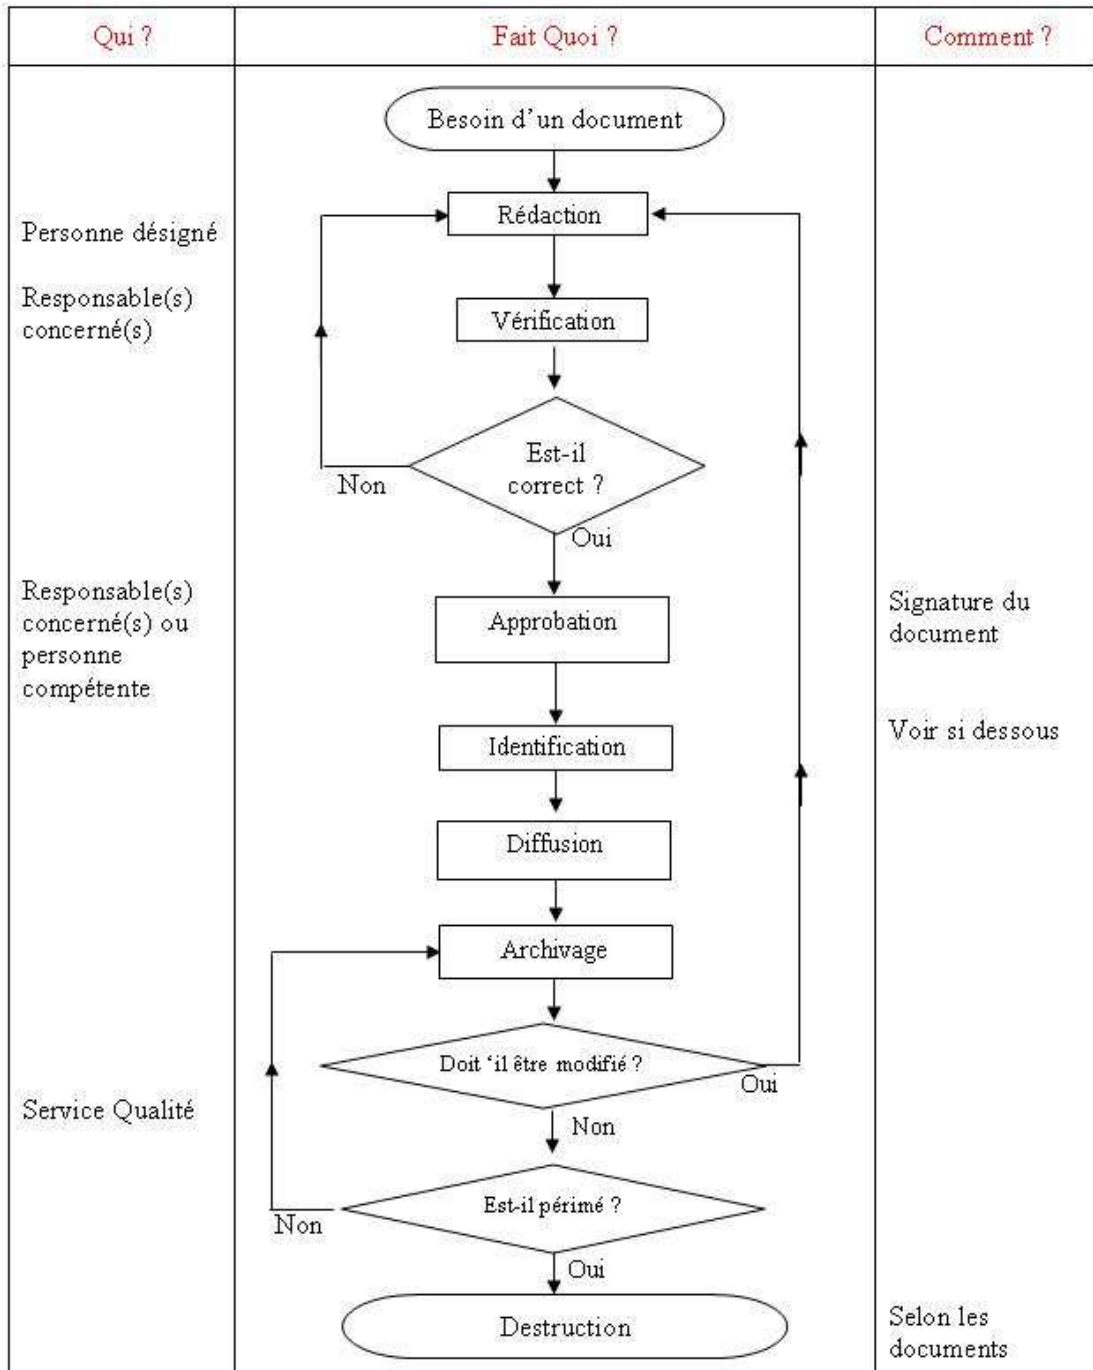 Qui ?
Fait Quoi ?
Comment ?
Besoin d'un document
Rédaction
Personne désigné
Responsable(s)
concerné(s)
Vérification
Est-il
correct ?
Non
Oui
Responsable(s)
concerné(s) ou
personne
compétente
Approbation
Signature du
document
Identification
Voir si dessous
Diffusion
Archivage
Doit ‘il être modifié ?
Oui
Service Qualité
Non
Est-il périmé ?
Non
Oui
Destruction
Selon les
documents